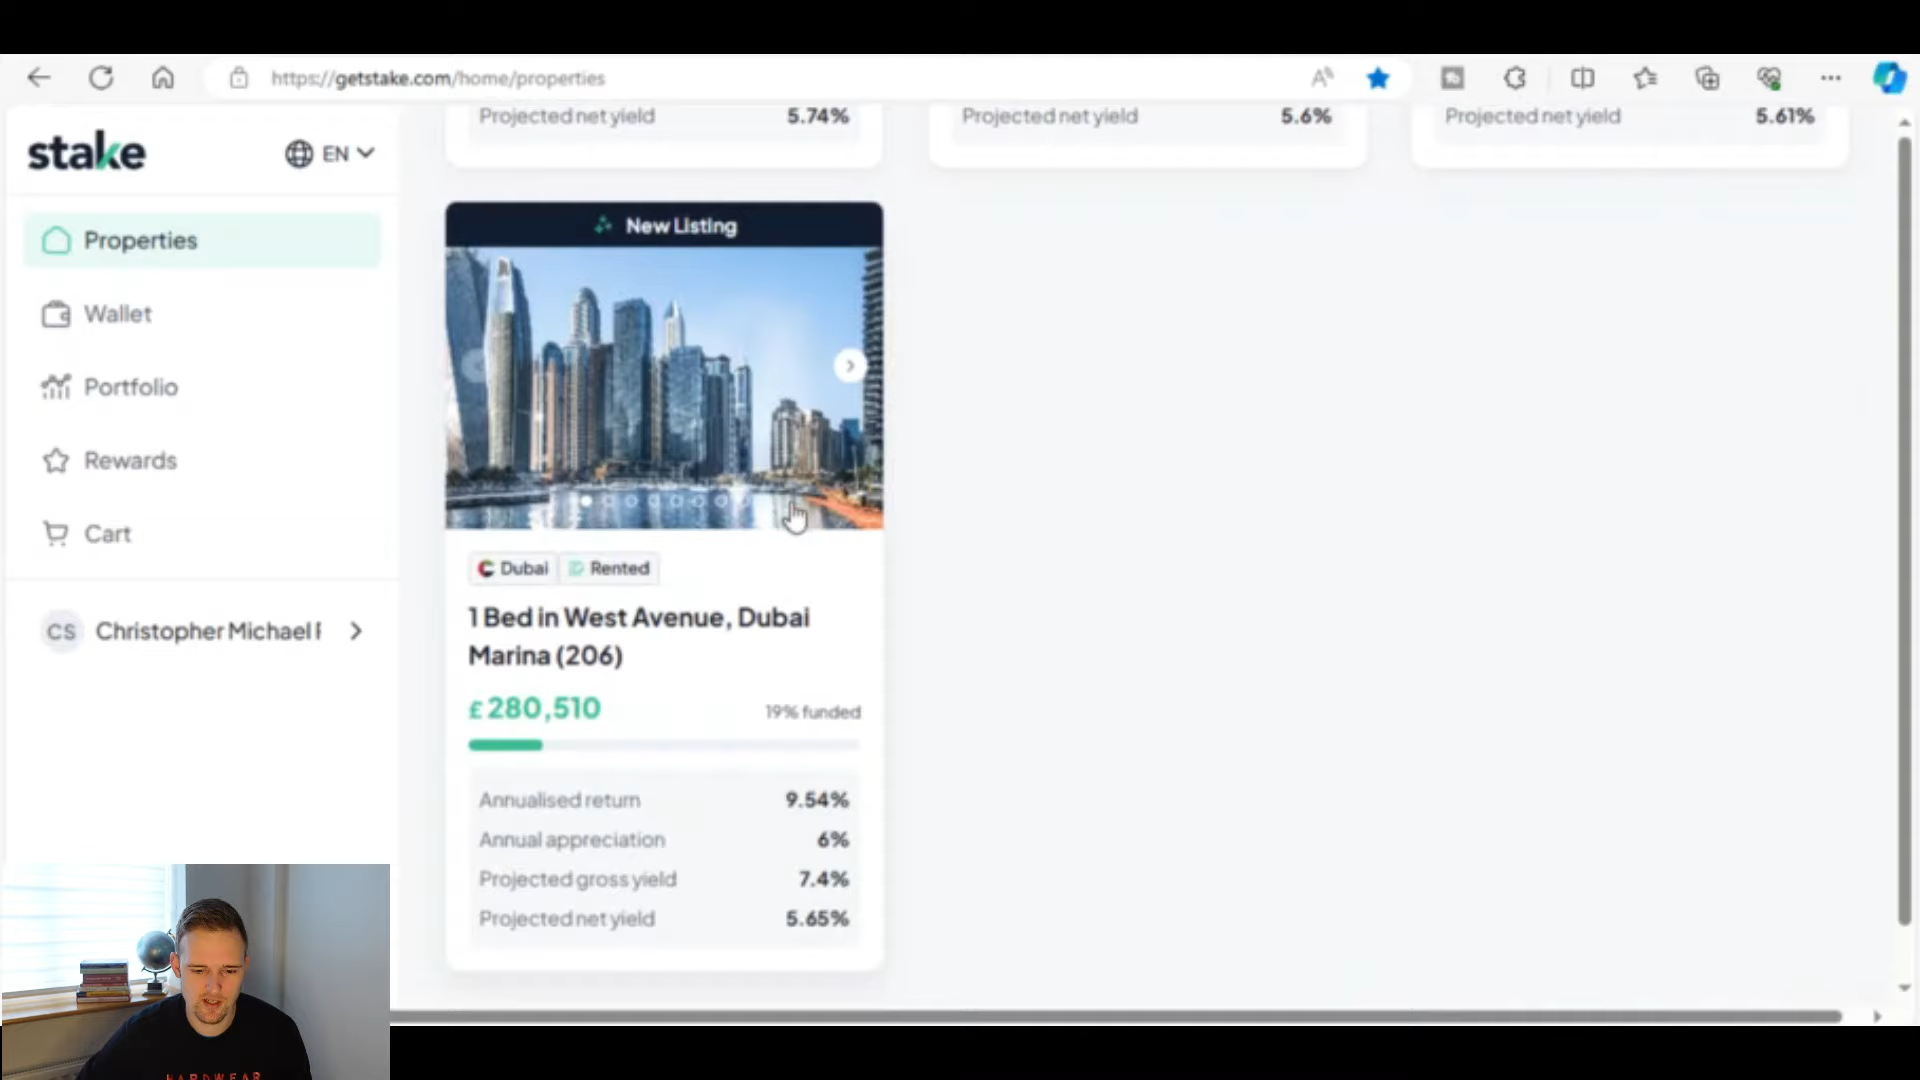 https://getstake.com/home/properties
stake
EN
Projected net yield 5.74%
Projected net yield 5.6%
Projected net yield 5.61%
Properties
Wallet
Portfolio
Rewards
Cart
CS Christopher Michael
New Listing
Dubai Rented
1 Bed in West Avenue, Dubai
Marina (206)
£280,510 19% funded
Annualised return 9.54%
Annual appreciation 6%
Projected gross yield 7.4%
Projected net yield 5.65%
HARDWEAR